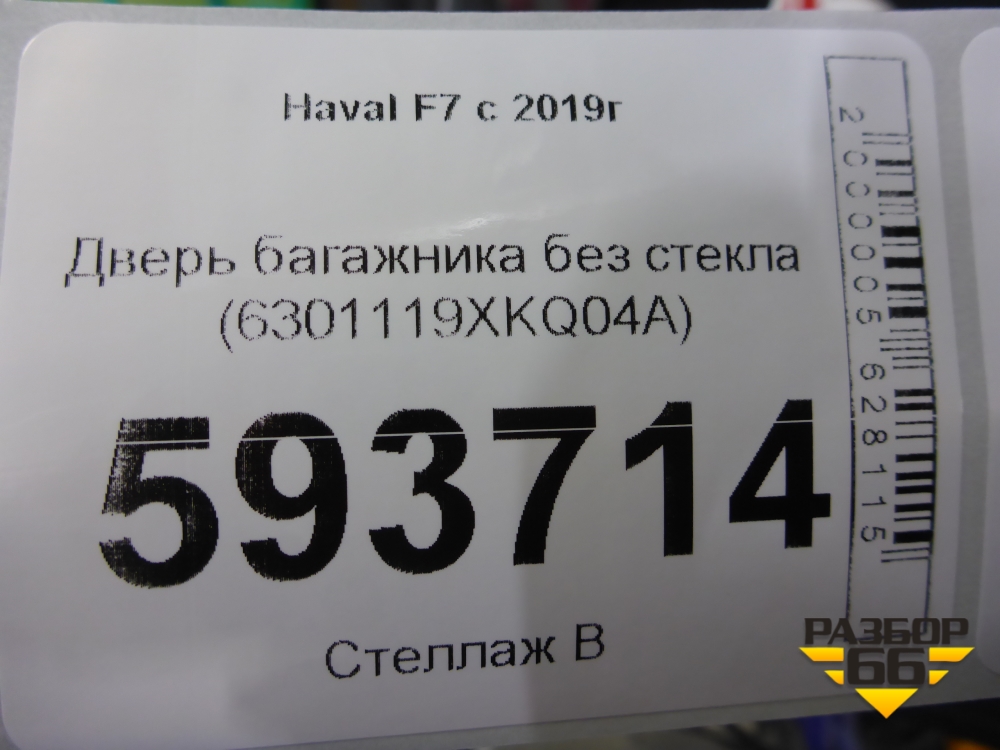 Haval F7 с 2019г
Дверь багажника без стекла
(6301119XKQ04A)
593714
Стеллаж В
2000005628115
РАЗБОР
66